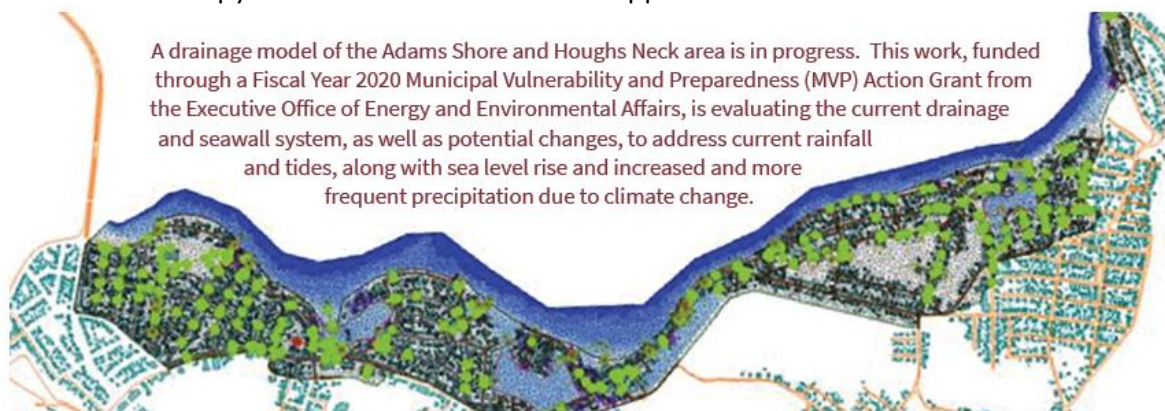 A drainage model of the Adams Shore and Houghs Neck area is in progress.  This work, funded
through a Fiscal Year 2020 Municipal Vulnerability and Preparedness (MVP) Action Grant from
the Executive Office of Energy and Environmental Affairs, is evaluating the current drainage
and seawall system, as well as potential changes, to address current rainfall
and tides, along with sea level rise and increased and more
frequent precipitation due to climate change.